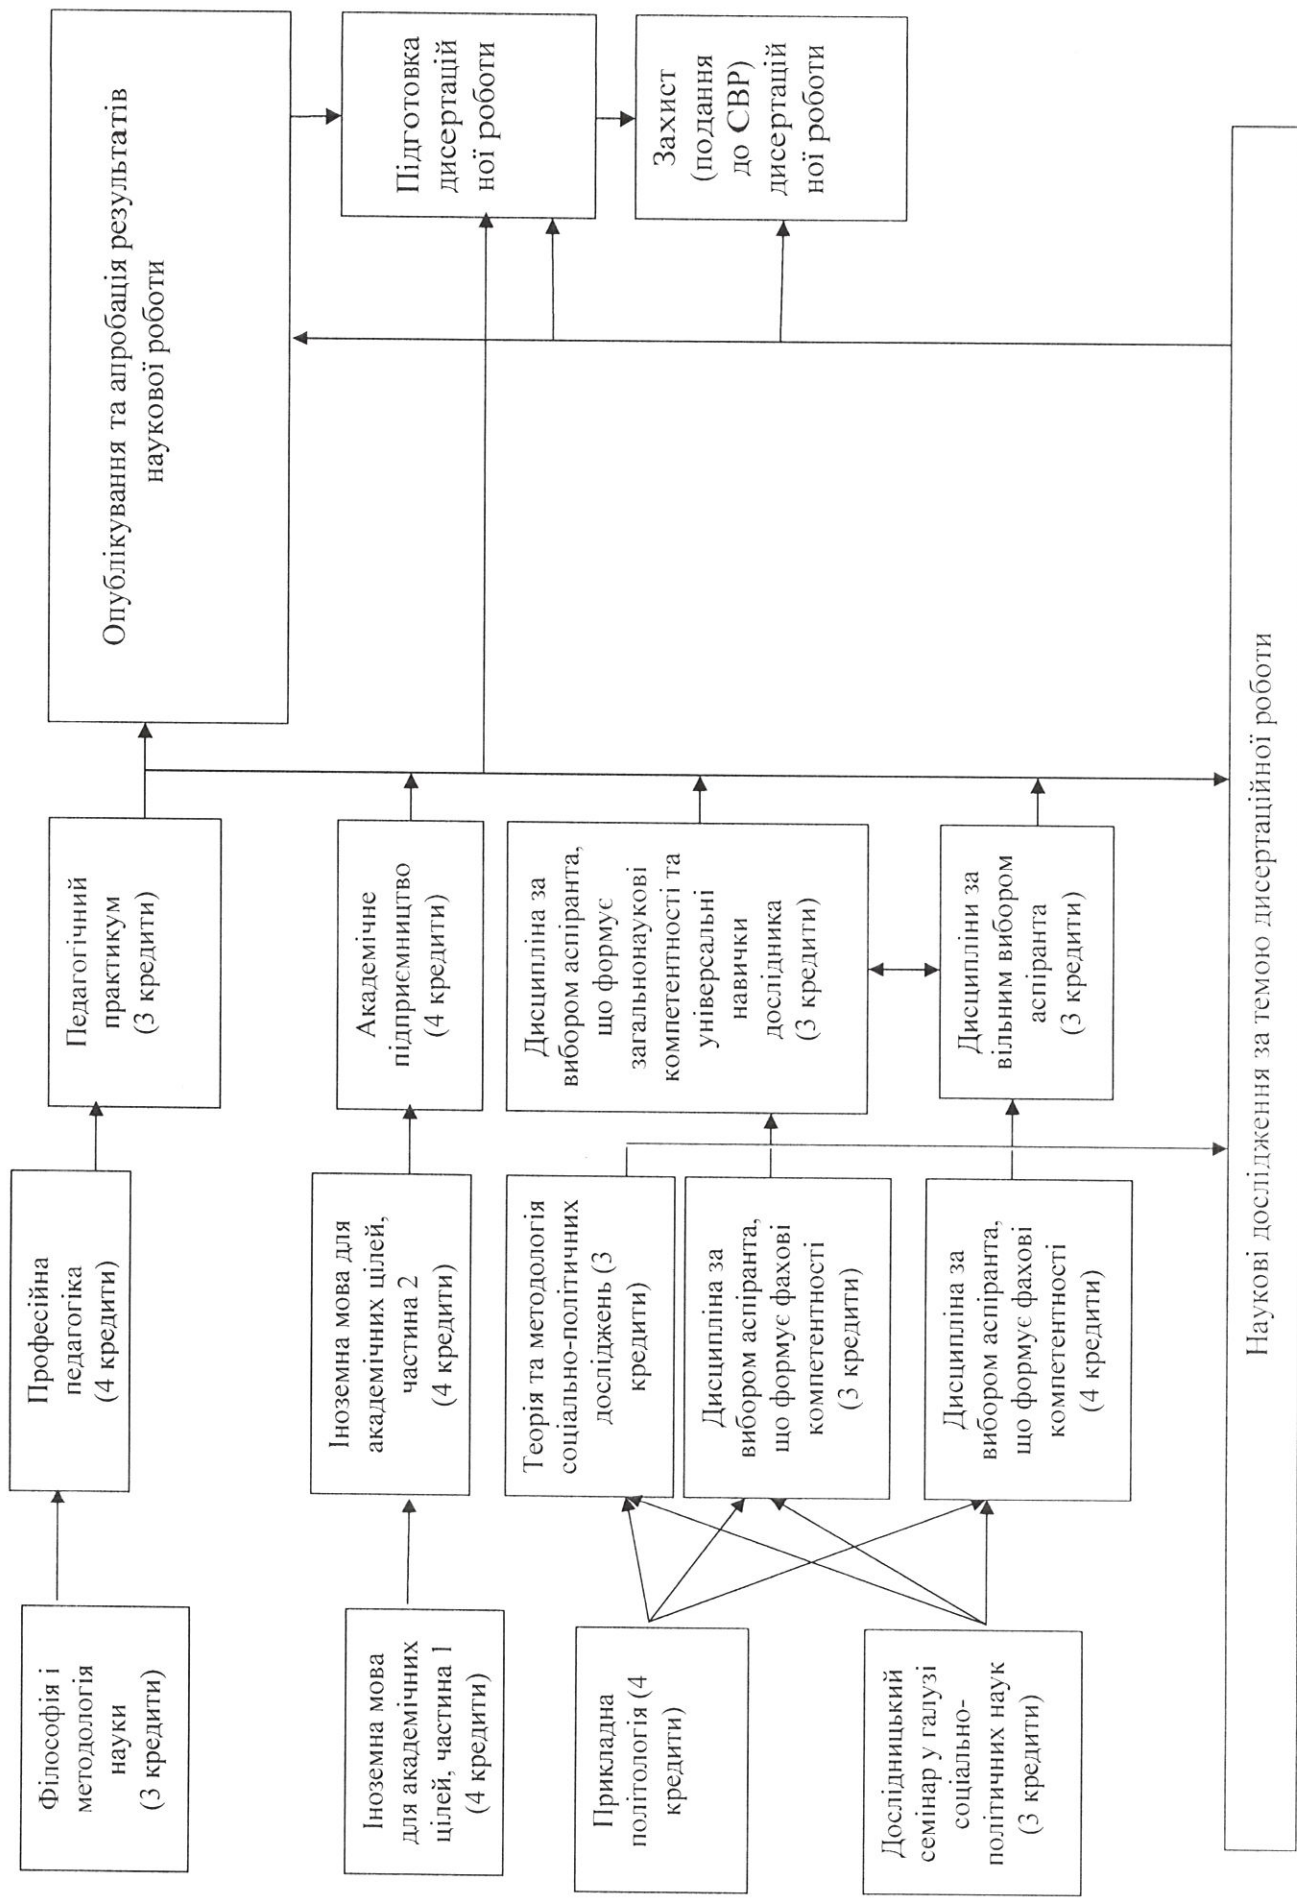 Філософія і
методологія
науки
(3 кредити)
Професійна
педагогіка
(4 кредити)
Педагогічний
практикум
(3 кредити)
Опублікування та апробація результатів
наукової роботи
Іноземна мова
для академічних
цілей, частина 1
(4 кредити)
Іноземна мова для
академічних цілей,
частина 2
(4 кредити)
Академічне
підприємництво
(4 кредити)
Підготовка
дисертацій
ної роботи
Прикладна
політологія (4
кредити)
Теорія та методологія
соціально-політичних
досліджень (3
кредити)
Дисципліна за
вибором аспіранта,
що формує фахові
компетентності
(3 кредити)
Дисципліна за
вибором аспіранта,
що формує
загальнонаукові
компетентності та
універсальні
навички
дослідника
(3 кредити)
Захист
(подання
до СВР)
дисертацій
ної роботи
Дослідницький
семінар у галузі
соціально-
політичних наук
(3 кредити)
Дисципліна за
вибором аспіранта,
що формує фахові
компетентності
(4 кредити)
Дисципліни за
вільним вибором
аспіранта
(3 кредити)
Наукові дослідження за темою дисертаційної роботи